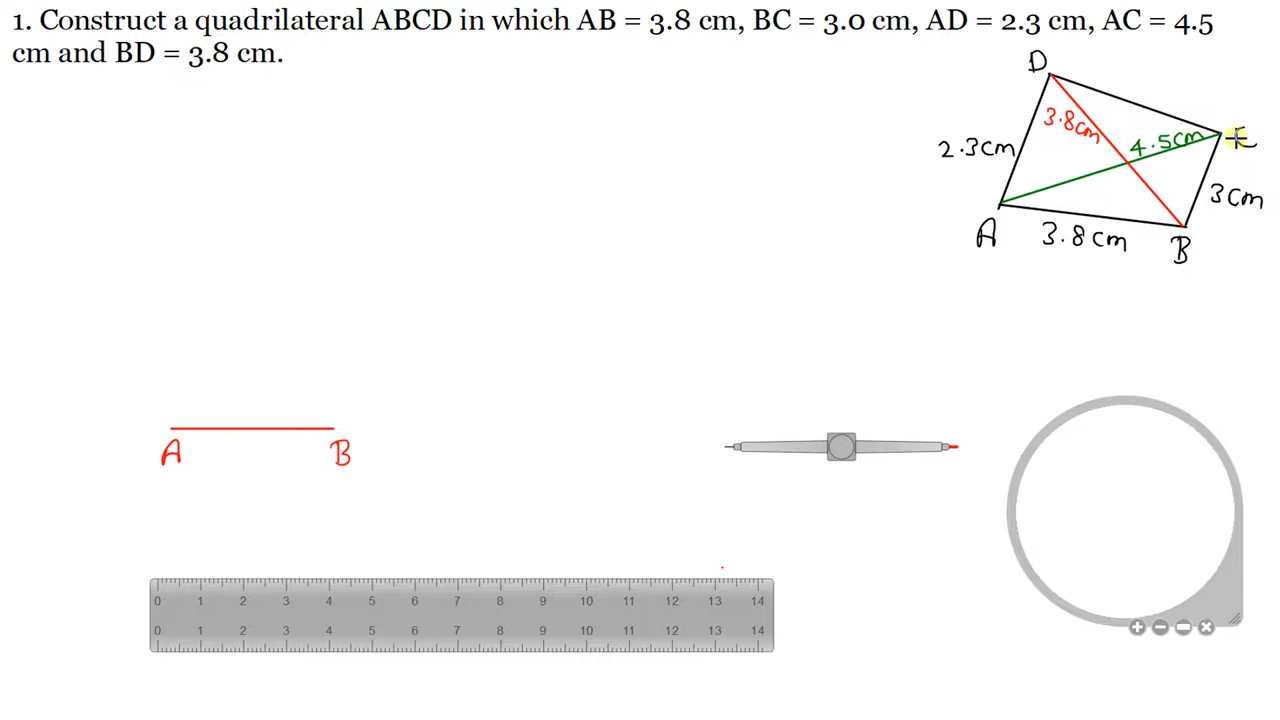 1. Construct a quadrilateral ABCD in which AB = 3.8 cm, BC = 3.0 cm, AD = 2.3 cm, AC = 4.5
cm and BD = 3.8 cm.
D
3.8cm
4.5cm
2.3cm
3cm
A
3.8cm
B
A
B
0 1 2 3 4 5 6 7 8 9 10 11 12 13 14
0 1 2 3 4 5 6 7 8 9 10 11 12 13 14